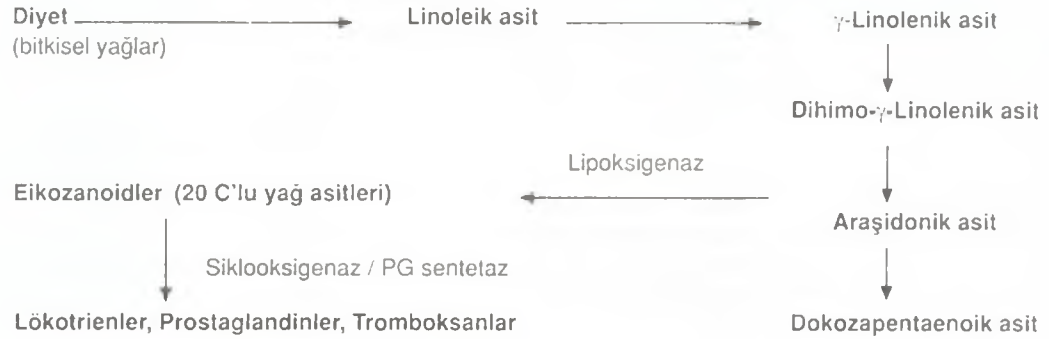 Diyet
Linoleik asit
γ-Linolenik asit
(bitkisel yağlar)
Dihimo-γ-Linolenik asit
Lipoksigenaz
Eikozanoidler (20 C'lu yağ asitleri)
Araşidonik asit
Siklooksigenaz / PG sentetaz
Lökotrienler, Prostaglandinler, Tromboksanlar
Dokozapentaenoik asit